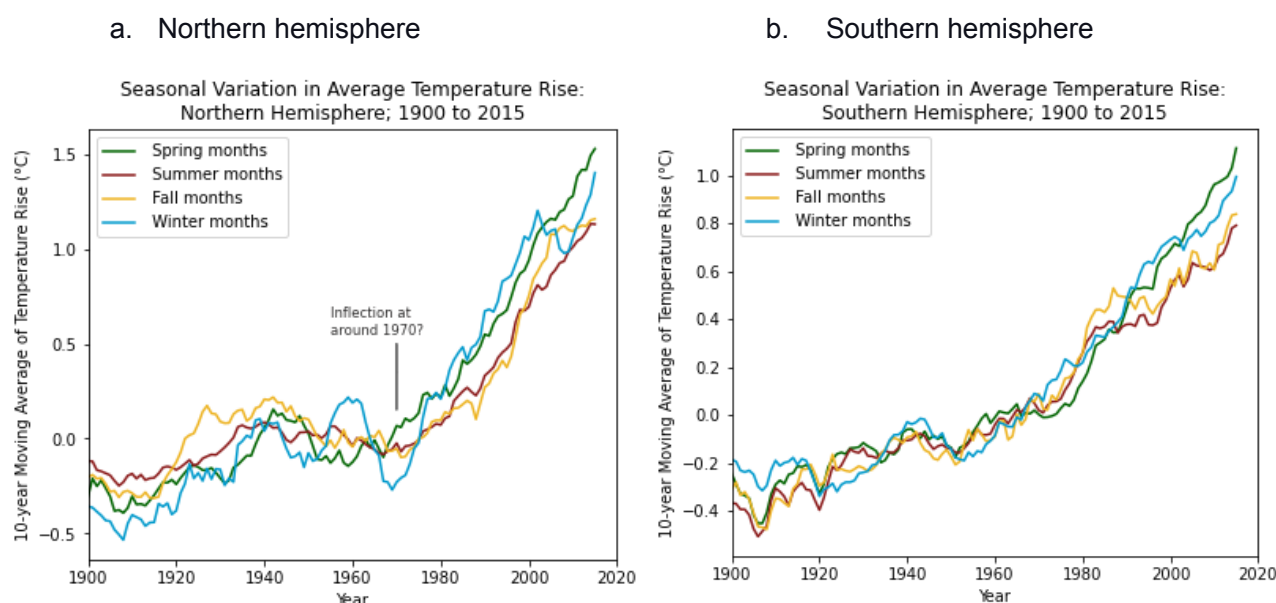 a. Northern hemisphere
Seasonal Variation in Average Temperature Rise:
Northern Hemisphere; 1900 to 2015
10-year Moving Average of Temperature Rise (°C)
1.5
1.0
0.5
0.0
−0.5
Spring months
Summer months
Fall months
Winter months
Inflection at
around 1970?
1900 1920 1940 1960 1980 2000 2020
Year
b. Southern hemisphere
Seasonal Variation in Average Temperature Rise:
Southern Hemisphere; 1900 to 2015
10-year Moving Average of Temperature Rise (°C)
1.0
0.8
0.6
0.4
0.2
0.0
−0.2
−0.4
Spring months
Summer months
Fall months
Winter months
1900 1920 1940 1960 1980 2000 2020
Year